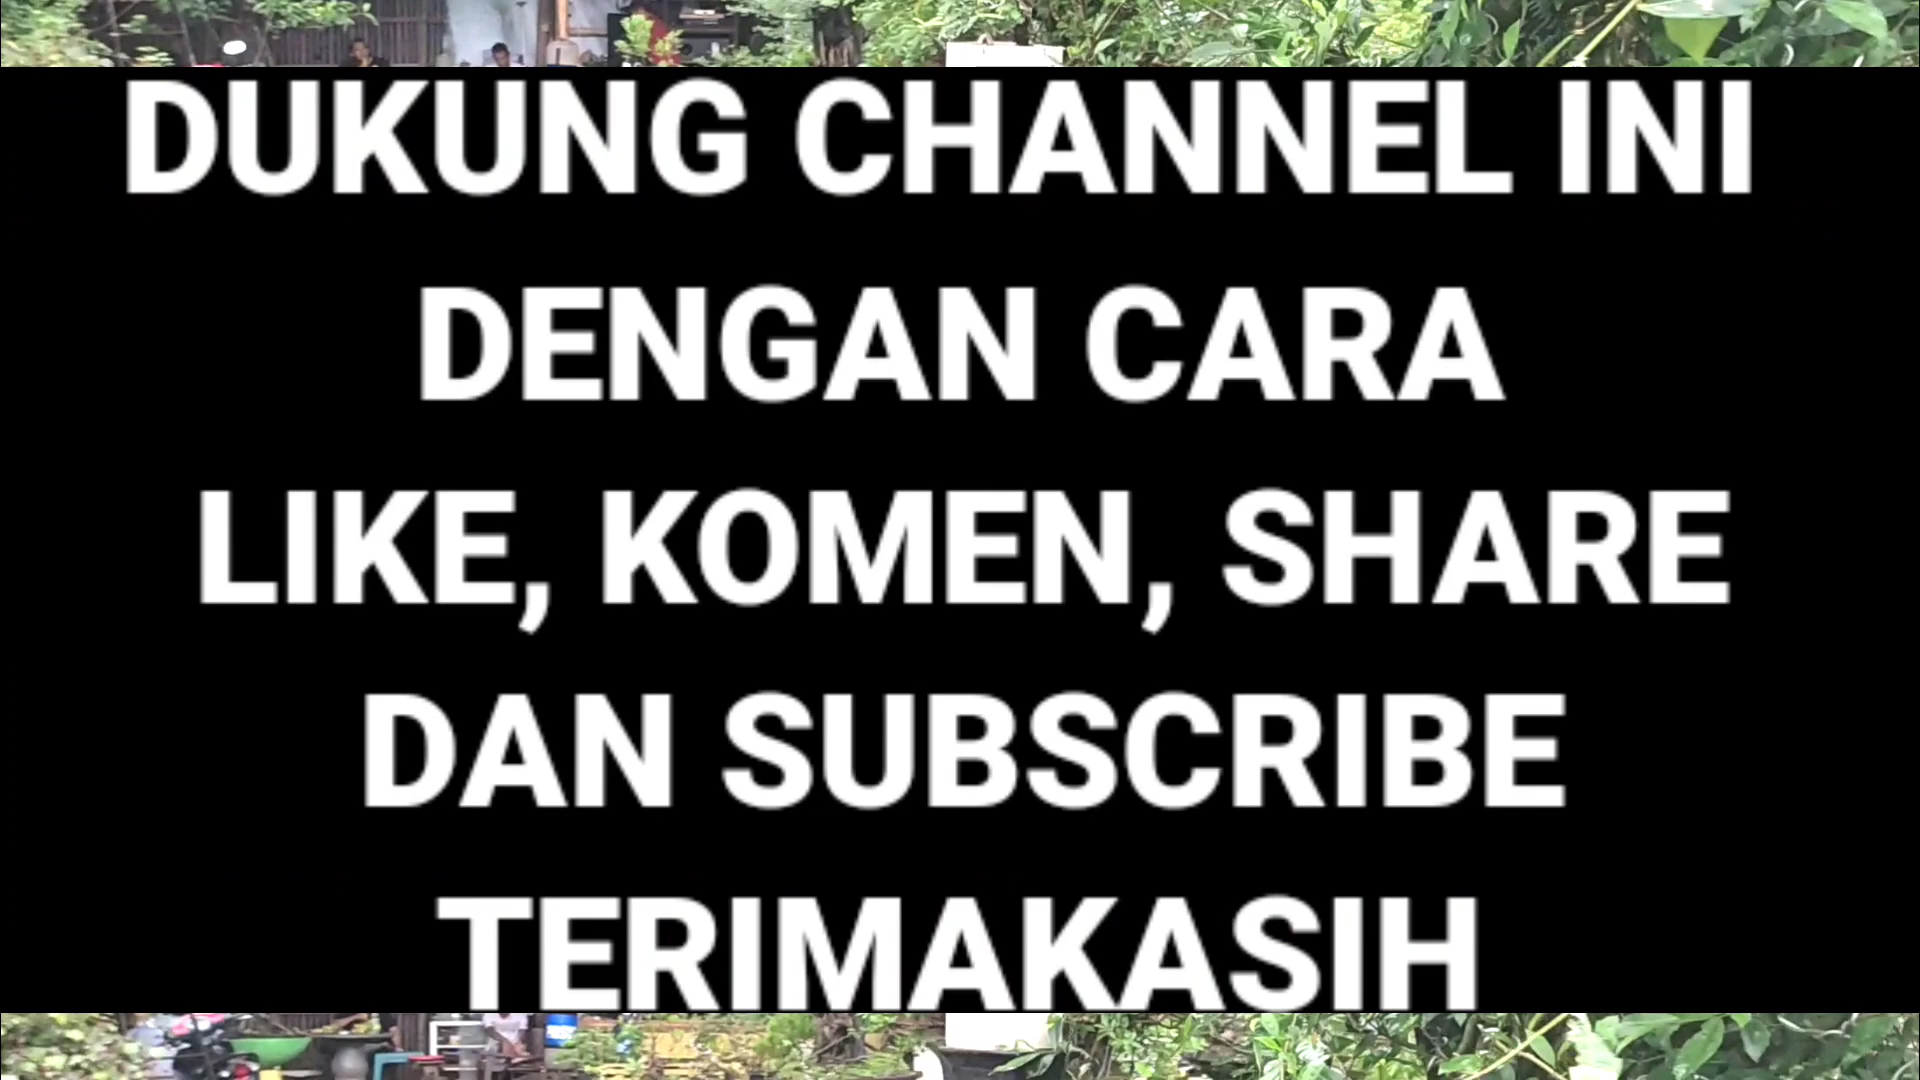 DUKUNG CHANNEL INI
DENGAN CARA
LIKE, KOMEN, SHARE
DAN SUBSCRIBE
TERIMAKASIH